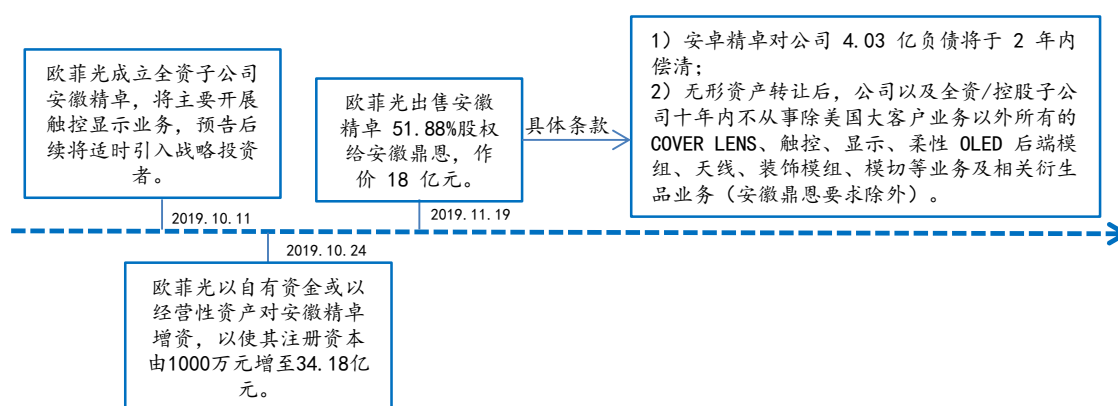 欧菲光成立全资子公司
安徽精卓，将主要开展
触控显示业务，预告后
续将适时引入战略投资
者。
2019.10.11
欧菲光以自有资金或以
经营性资产对安徽精卓
增资，以使其注册资本
由1000万元增至34.18亿
元。
2019.10.24
欧菲光出售安徽
精卓 51.88%股权
给安徽鼎恩，作
价 18 亿元。
2019.11.19
具体条款
1）安卓精卓对公司 4.03 亿负债将于 2 年内
偿清；
2）无形资产转让后，公司以及全资/控股子公
司十年内不从事除美国大客户业务以外所有的
COVER LENS、触控、显示、柔性 OLED 后端模
组、天线、装饰模组、模切等业务及相关衍生
品业务（安徽鼎恩要求除外）。